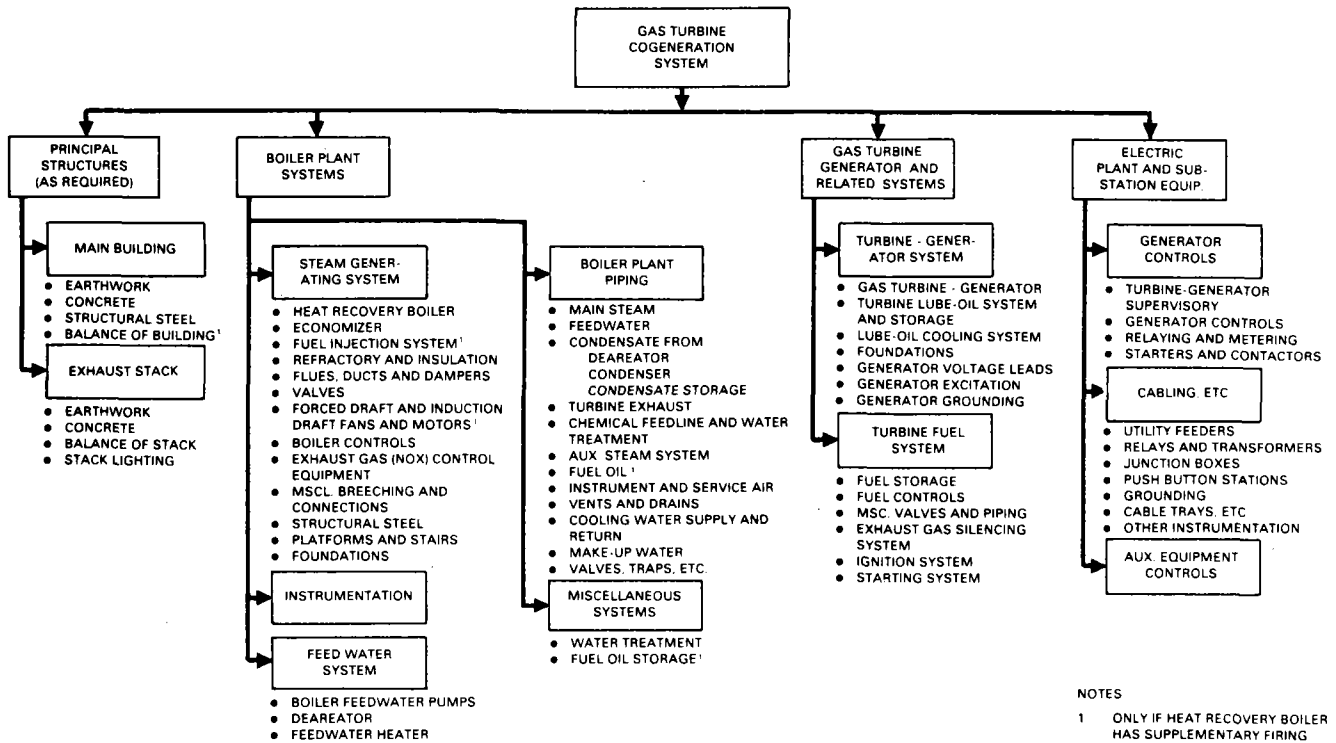 GAS TURBINE
COGENERATION
SYSTEM
PRINCIPAL
STRUCTURES
(AS REQUIRED)
MAIN BUILDING
● EARTHWORK
● CONCRETE
● STRUCTURAL STEEL
● BALANCE OF BUILDING¹
EXHAUST STACK
● EARTHWORK
● CONCRETE
● BALANCE OF STACK
● STACK LIGHTING
BOILER PLANT
SYSTEMS
STEAM GENER-
ATING SYSTEM
● HEAT RECOVERY BOILER
● ECONOMIZER
● FUEL INJECTION SYSTEM¹
● REFRACTORY AND INSULATION
● FLUES, DUCTS AND DAMPERS
● VALVES
● FORCED DRAFT AND INDUCTION
DRAFT FANS AND MOTORS¹
● BOILER CONTROLS
● EXHAUST GAS (NOX) CONTROL
EQUIPMENT
● MSCL. BREECHING AND
CONNECTIONS
● STRUCTURAL STEEL
● PLATFORMS AND STAIRS
● FOUNDATIONS
INSTRUMENTATION
FEED WATER
SYSTEM
● BOILER FEEDWATER PUMPS
● DEAREATOR
● FEEDWATER HEATER
BOILER PLANT
PIPING
● MAIN STEAM
● FEEDWATER
● CONDENSATE FROM
DEAREATOR
CONDENSER
CONDENSATE STORAGE
● TURBINE EXHAUST
● CHEMICAL FEEDLINE AND WATER
TREATMENT
● AUX STEAM SYSTEM
● FUEL OIL¹
● INSTRUMENT AND SERVICE AIR
● VENTS AND DRAINS
● COOLING WATER SUPPLY AND
RETURN
● MAKE-UP WATER
● VALVES, TRAPS, ETC.
MISCELLANEOUS
SYSTEMS
● WATER TREATMENT
● FUEL OIL STORAGE¹
GAS TURBINE
GENERATOR AND
RELATED SYSTEMS
TURBINE - GENER-
ATOR SYSTEM
● GAS TURBINE - GENERATOR
● TURBINE LUBE-OIL SYSTEM
AND STORAGE
● LUBE-OIL COOLING SYSTEM
● FOUNDATIONS
● GENERATOR VOLTAGE LEADS
● GENERATOR EXCITATION
● GENERATOR GROUNDING
TURBINE FUEL
SYSTEM
● FUEL STORAGE
● FUEL CONTROLS
● MSC. VALVES AND PIPING
● EXHAUST GAS SILENCING
SYSTEM
● IGNITION SYSTEM
● STARTING SYSTEM
ELECTRIC
PLANT AND SUB-
STATION EQUIP.
GENERATOR
CONTROLS
● TURBINE-GENERATOR
SUPERVISORY
● GENERATOR CONTROLS
● RELAYING AND METERING
● STARTERS AND CONTACTORS
CABLING, ETC
● UTILITY FEEDERS
● RELAYS AND TRANSFORMERS
● JUNCTION BOXES
● PUSH BUTTON STATIONS
● GROUNDING
● CABLE TRAYS, ETC
● OTHER INSTRUMENTATION
AUX. EQUIPMENT
CONTROLS
NOTES
1 ONLY IF HEAT RECOVERY BOILER
HAS SUPPLEMENTARY FIRING